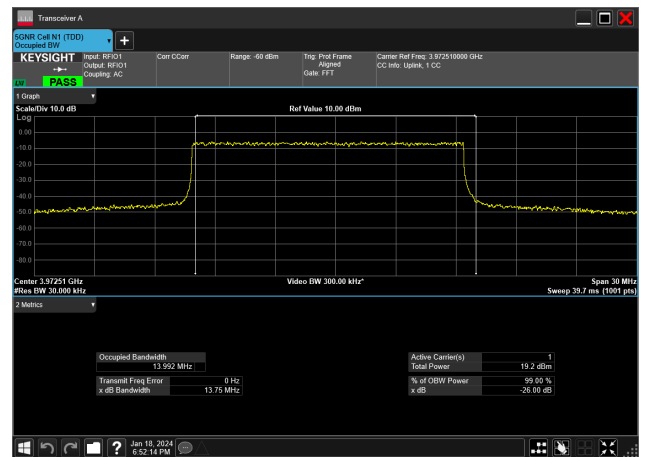 Transceiver A
5GNR Cell N1 (TDD)
Occupied BW
KEYSIGHT
PASS
Input: RFIO1
Output: RFIO1
Coupling: AC
Corr CCorr
Range: -60 dBm
Trig: Prot Frame
Aligned
Gate: FFT
Carrier Ref Freq: 3.972510000 GHz
CC Info: Uplink, 1 CC
1 Graph
Scale/Div 10.0 dB Ref Value 10.00 dBm
Log
0.00
-10.0
-20.0
-30.0
-40.0
-50.0
-60.0
-70.0
-80.0
Center 3.97251 GHz Video BW 300.00 kHz* Span 30 MHz
#Res BW 30.000 kHz Sweep 39.7 ms (1001 pts)
2 Metrics
Occupied Bandwidth
13.992 MHz
Transmit Freq Error 0 Hz
x dB Bandwidth 13.75 MHz
Active Carrier(s) 1
Total Power 19.2 dBm
% of OBW Power 99.00 %
x dB -26.00 dB
Jan 18, 2024
6:52:14 PM